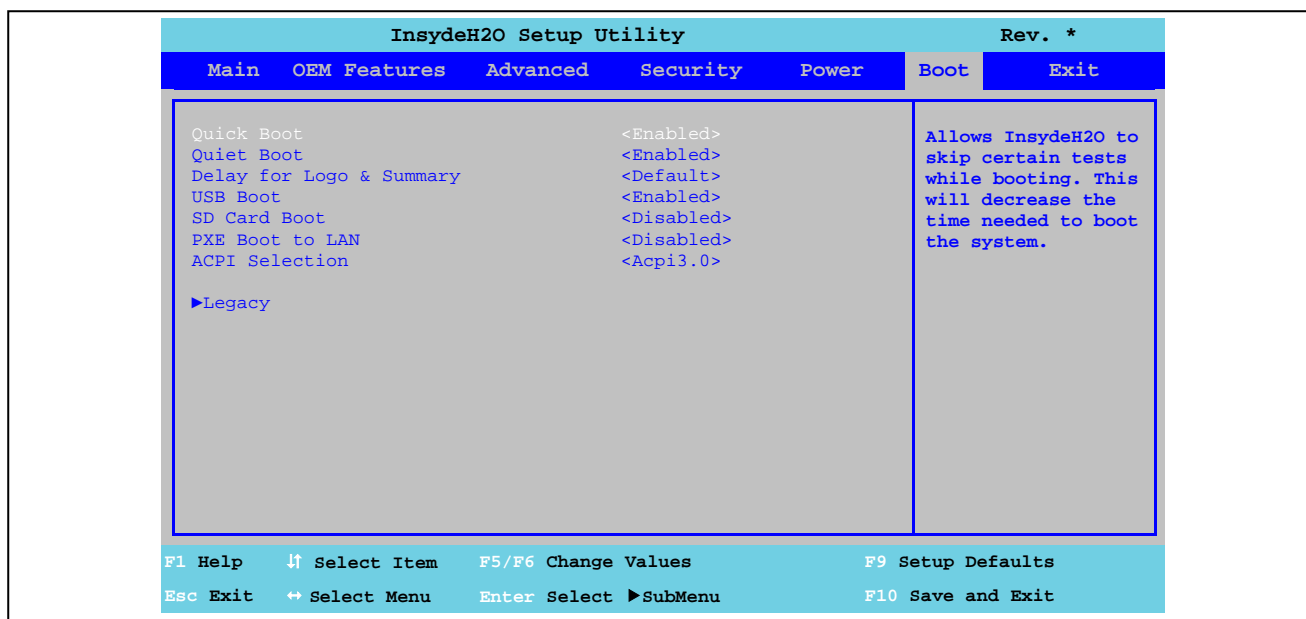 InsydeH2O Setup Utility Rev. *
Main OEM Features Advanced Security Power Boot Exit
Quick Boot <Enabled>
Quiet Boot <Enabled>
Delay for Logo & Summary <Default>
USB Boot <Enabled>
SD Card Boot <Disabled>
PXE Boot to LAN <Disabled>
ACPI Selection <Acpi3.0>
►Legacy
Allows InsydeH2O to
skip certain tests
while booting. This
will decrease the
time needed to boot
the system.
F1 Help ↓↑ Select Item F5/F6 Change Values F9 Setup Defaults
Esc Exit ↔ Select Menu Enter Select ►SubMenu F10 Save and Exit